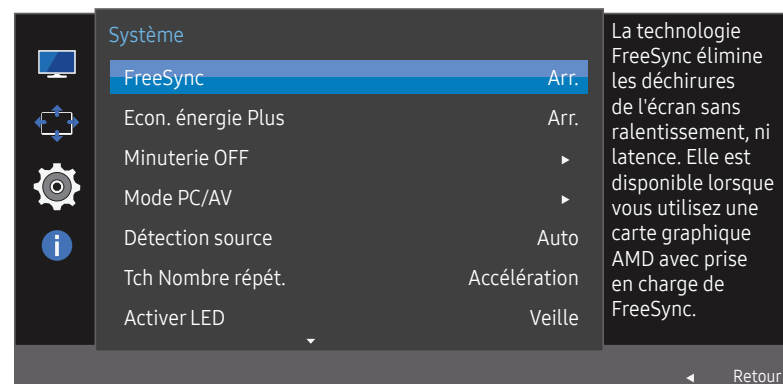 Système
FreeSync Arr.
Econ. énergie Plus Arr.
Minuterie OFF
Mode PC/AV
Détection source Auto
Tch Nombre répét. Accélération
Activer LED Veille
La technologie
FreeSync élimine
les déchirures
de l'écran sans
ralentissement, ni
latence. Elle est
disponible lorsque
vous utilisez une
carte graphique
AMD avec prise
en charge de
FreeSync.
Retour